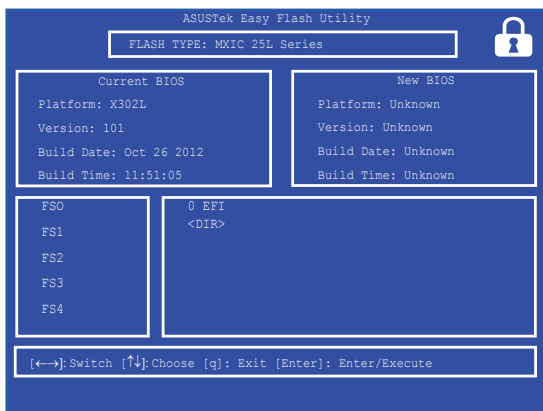 ASUSTek Easy Flash Utility
FLASH TYPE: MXIC 25L Series
Current BIOS
Platform: X302L
Version: 101
Build Date: Oct 26 2012
Build Time: 11:51:05
New BIOS
Platform: Unknown
Version: Unknown
Build Date: Unknown
Build Time: Unknown
FSO
FS1
FS2
FS3
FS4
0 EFI
<DIR>
[←→]: Switch [↑↓]: Choose [q]: Exit [Enter]: Enter/Execute